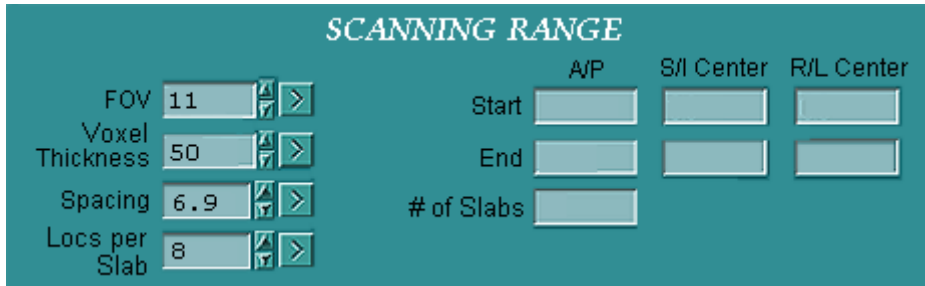 SCANNING RANGE
A/P S/I Center R/L Center
FOV 11 > Start
Voxel
Thickness 50 > End
Spacing 6.9 > # of Slabs
Locs per
Slab 8 >